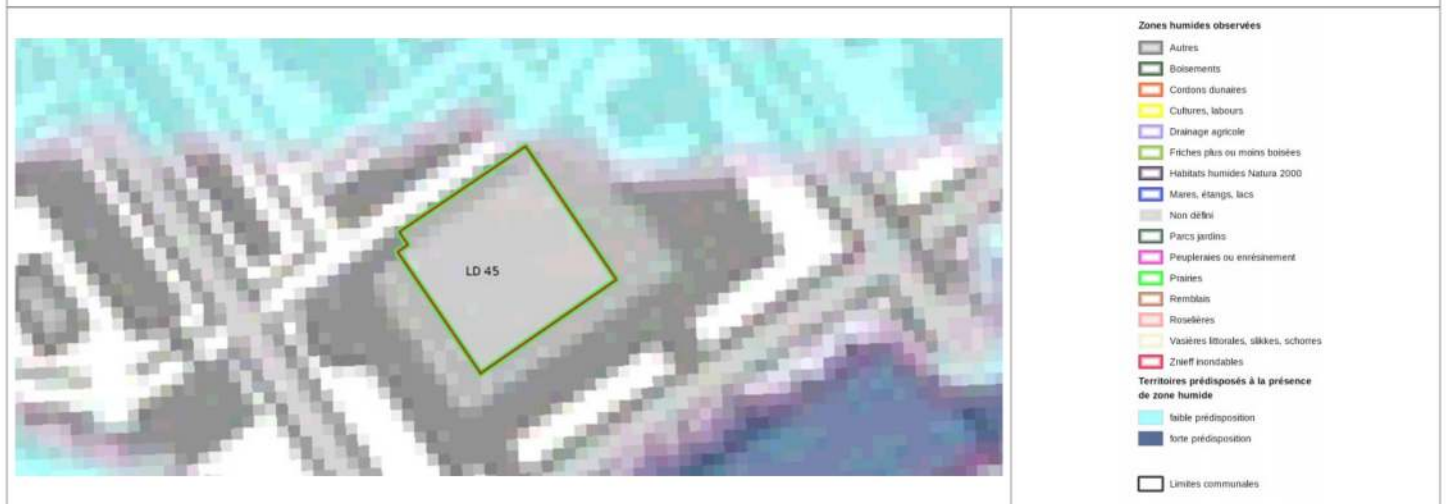 LD 45
Zones humides observées
Autres
Boisements
Cordons dunaires
Cultures, labours
Drainage agricole
Friches plus ou moins boisées
Habitats humides Natura 2000
Mares, étangs, lacs
Non défini
Parcs jardins
Peupleraies ou enrésinement
Prairies
Remblais
Roselières
Vasières littorales, slikkes, schorres
Znieff inondables
Territoires prédisposés à la présence
de zone humide
faible prédisposition
forte prédisposition
Limites communales